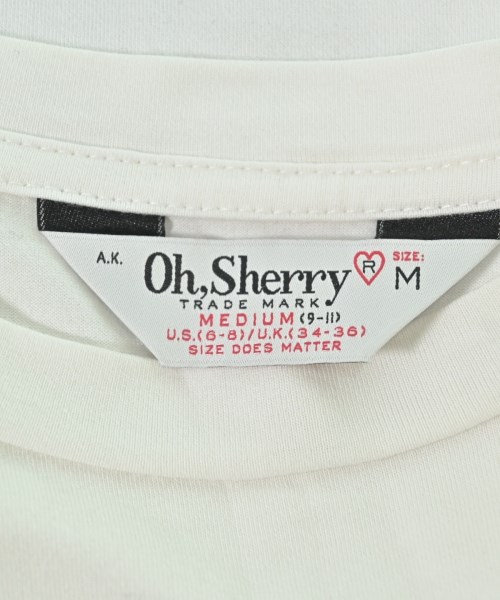 A.K. Oh, Sherry ® SIZE: M
TRADE MARK
MEDIUM (9-11)
U.S.(6-8)/U.K.(34-36)
SIZE DOES MATTER